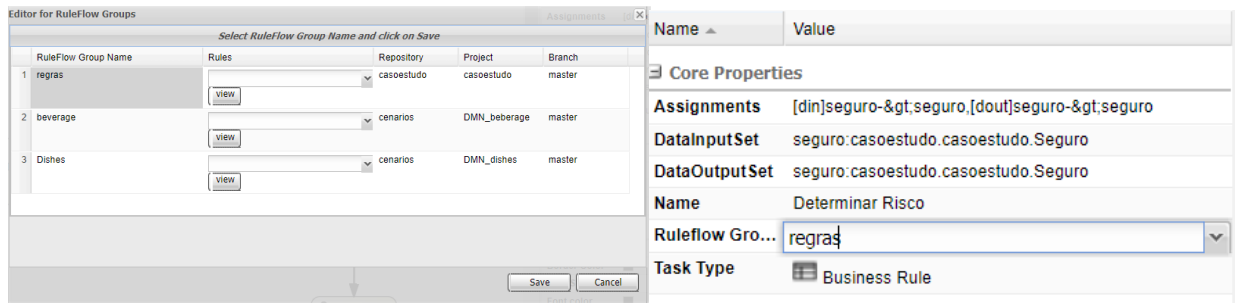 Editor for RuleFlow Groups
Assignments
Select RuleFlow Group Name and click on Save
RuleFlow Group Name Rules Repository Project Branch
1 regras casoestudo casoestudo master
view
2 beverage cenarios DMN_beberage master
view
3 Dishes cenarios DMN_dishes master
view
Save Cancel
Name Value
Core Properties
Assignments [din]seguro-&gt;seguro,[dout]seguro-&gt;seguro
DataInputSet seguro:casoestudo.casoestudo.Seguro
DataOutputSet seguro:casoestudo.casoestudo.Seguro
Name Determinar Risco
Ruleflow Gro... regras
Task Type Business Rule